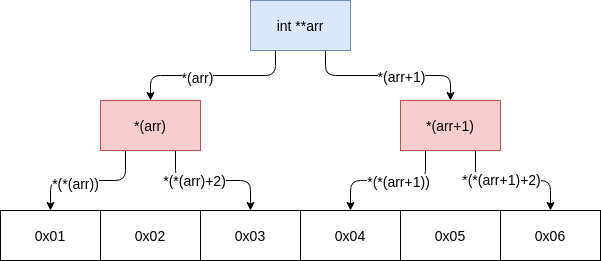 int **arr
*(arr)
*(arr+1)
*(arr)
*(arr+1)
*(*(arr))
*(*(arr)+2)
*(*(arr+1))
*(*(arr+1)+2)
0x01
0x02
0x03
0x04
0x05
0x06